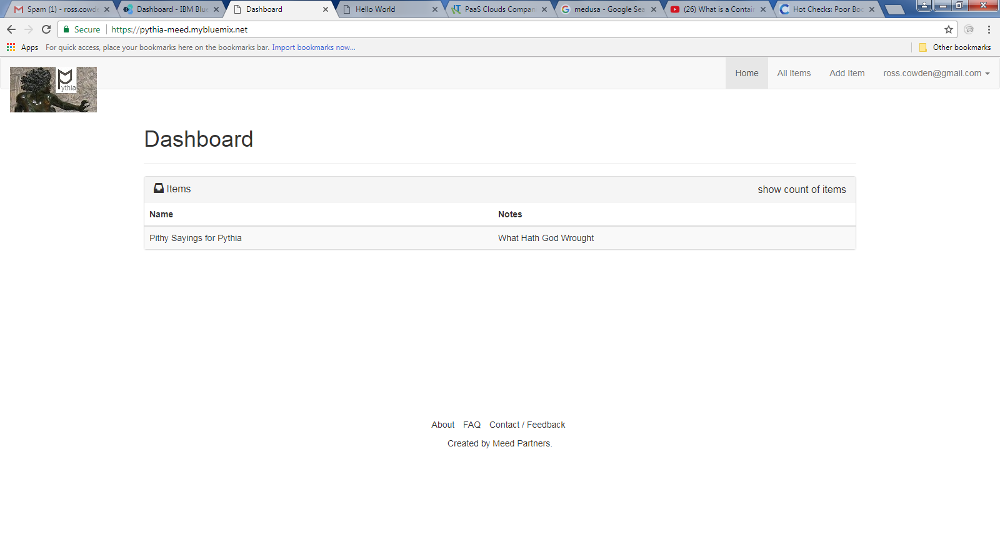 Spam (1) - ross.cowd
Dashboard - IBM Blu
Dashboard
Hello World
PaaS Clouds Compan
medusa - Google Sea
(26) What is a Contain
Hot Checks: Poor Boo
Secure
https://pythia-meed.mybluemix.net
Apps
For quick access, place your bookmarks here on the bookmarks bar. Import bookmarks now...
Other bookmarks
Pythia
Home
All Items
Add Item
ross.cowden@gmail.com
Dashboard
Items
show count of items
Name
Notes
Pithy Sayings for Pythia
What Hath God Wrought
About
FAQ
Contact / Feedback
Created by Meed Partners.